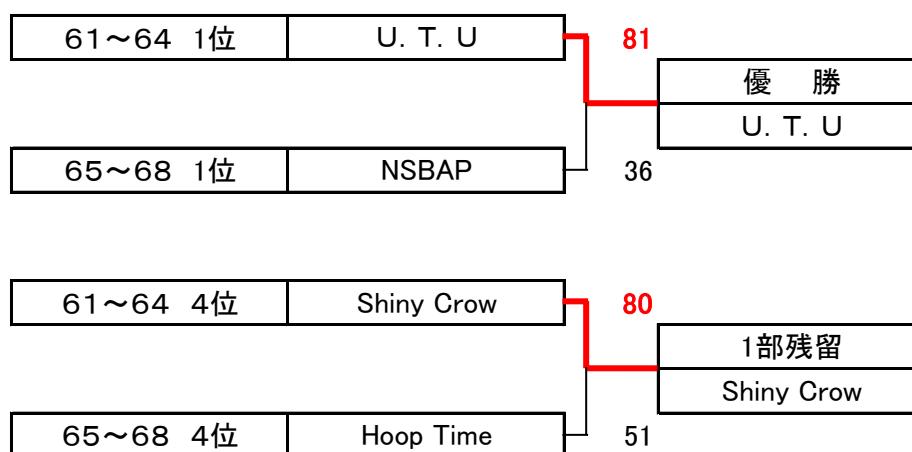 61～64 1位 U. T. U 81
優 勝
U. T. U
65～68 1位 NSBAP 36
61～64 4位 Shiny Crow 80
1部残留
Shiny Crow
65～68 4位 Hoop Time 51